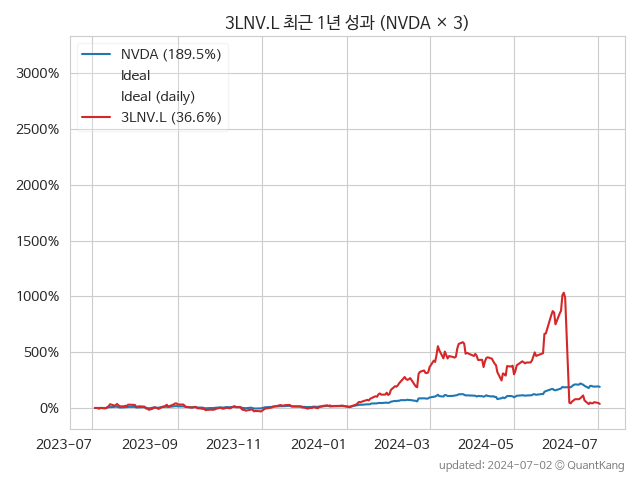 3LNV.L 최근 1년 성과 (NVDA × 3)
NVDA (189.5%)
Ideal
Ideal (daily)
3LNV.L (36.6%)
3000%
2500%
2000%
1500%
1000%
500%
0%
2023-07 2023-09 2023-11 2024-01 2024-03 2024-05 2024-07
updated: 2024-07-02 © QuantKang